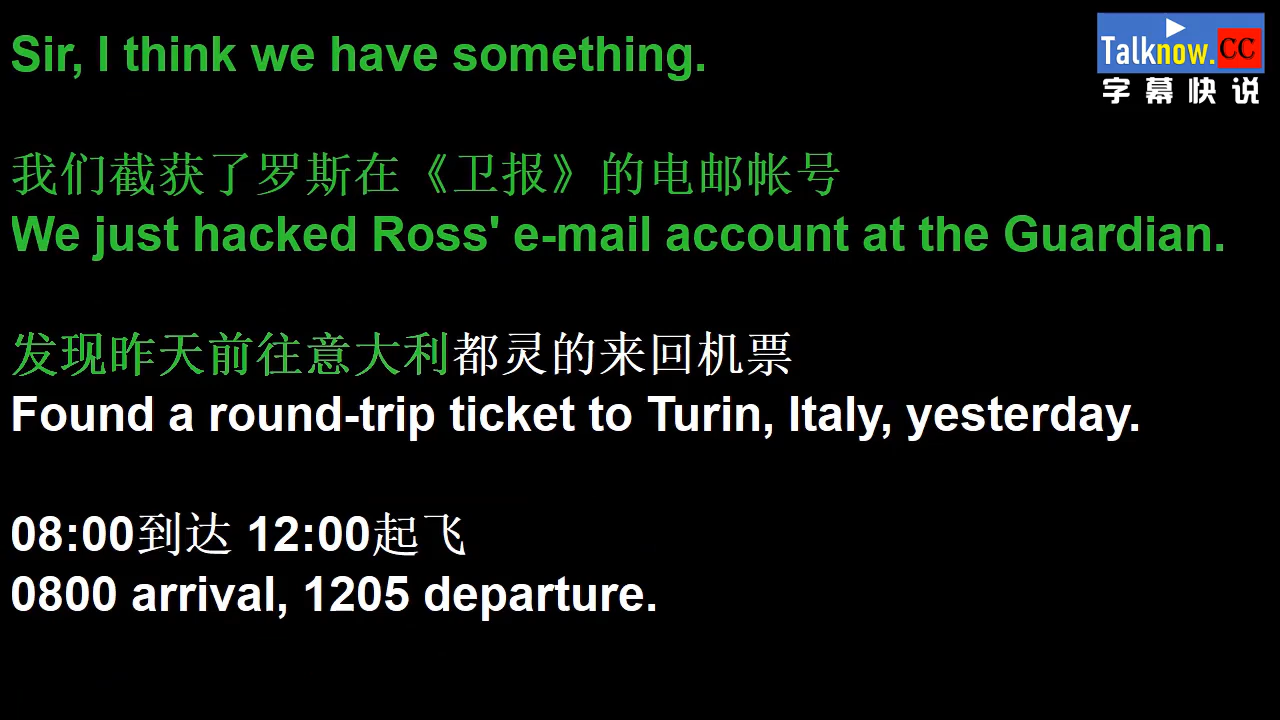 Sir, I think we have something.
Talknow.CC
字幕快说
我们截获了罗斯在《卫报》的电邮帐号
We just hacked Ross' e-mail account at the Guardian.
发现昨天前往意大利都灵的来回机票
Found a round-trip ticket to Turin, Italy, yesterday.
08:00到达 12:00起飞
0800 arrival, 1205 departure.